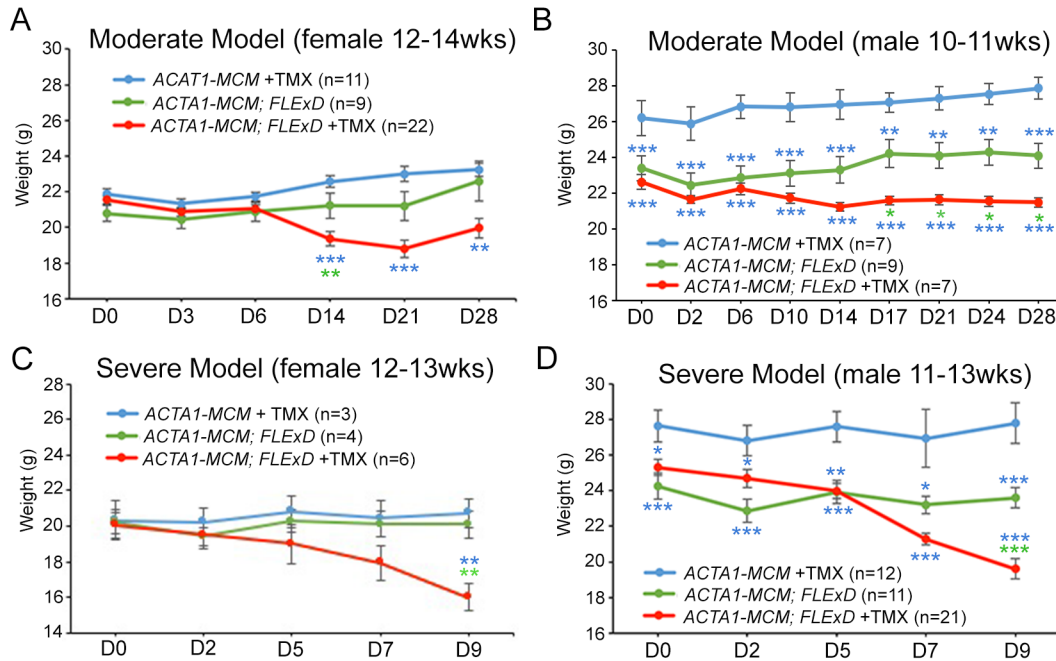 A
Moderate Model (female 12-14wks)
Weight (g)
30
28
26
24
22
20
18
16
ACAT1-MCM +TMX (n=11)
ACTA1-MCM; FLExD (n=9)
ACTA1-MCM; FLExD +TMX (n=22)
***
**
***
**
D0 D3 D6 D14 D21 D28
B
Moderate Model (male 10-11wks)
Weight (g)
30
28
26
24
22
20
18
16
*** *** *** *** *** ** ** ** ***
* * * *
*** *** *** *** *** *** *** *** ***
ACTA1-MCM +TMX (n=7)
ACTA1-MCM; FLExD (n=9)
ACTA1-MCM; FLExD +TMX (n=7)
D0 D2 D6 D10 D14 D17 D21 D24 D28
C
Severe Model (female 12-13wks)
Weight (g)
28
26
24
22
20
18
16
14
ACTA1-MCM + TMX (n=3)
ACTA1-MCM; FLExD (n=4)
ACTA1-MCM; FLExD +TMX (n=6)
**
**
D0 D2 D5 D7 D9
D
Severe Model (male 11-13wks)
Weight (g)
30
28
26
24
22
20
18
16
* * ** * ***
*** *** *** *** ***
***
ACTA1-MCM +TMX (n=12)
ACTA1-MCM; FLExD (n=11)
ACTA1-MCM; FLExD +TMX (n=21)
D0 D2 D5 D7 D9